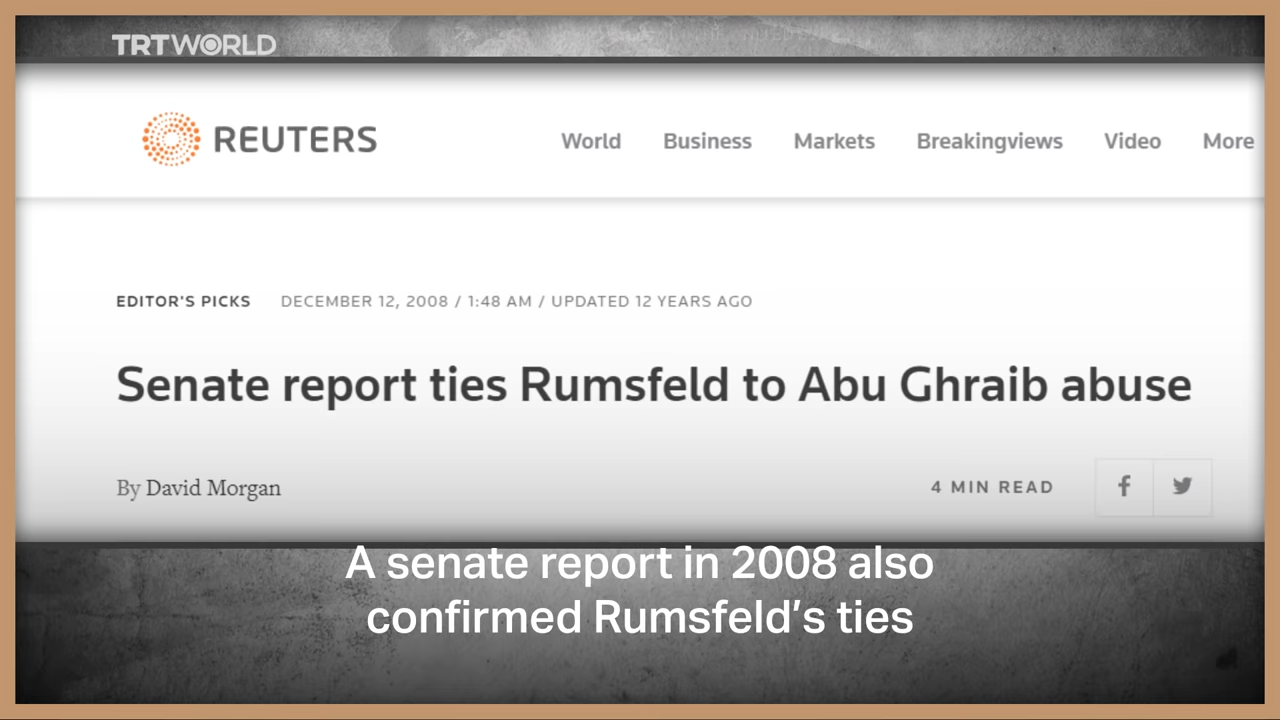 TRTWORLD
REUTERS
World Business Markets Breakingviews Video More
EDITOR'S PICKS DECEMBER 12, 2008 / 1:48 AM / UPDATED 12 YEARS AGO
Senate report ties Rumsfeld to Abu Ghraib abuse
By David Morgan
4 MIN READ
A senate report in 2008 also
confirmed Rumsfeld's ties